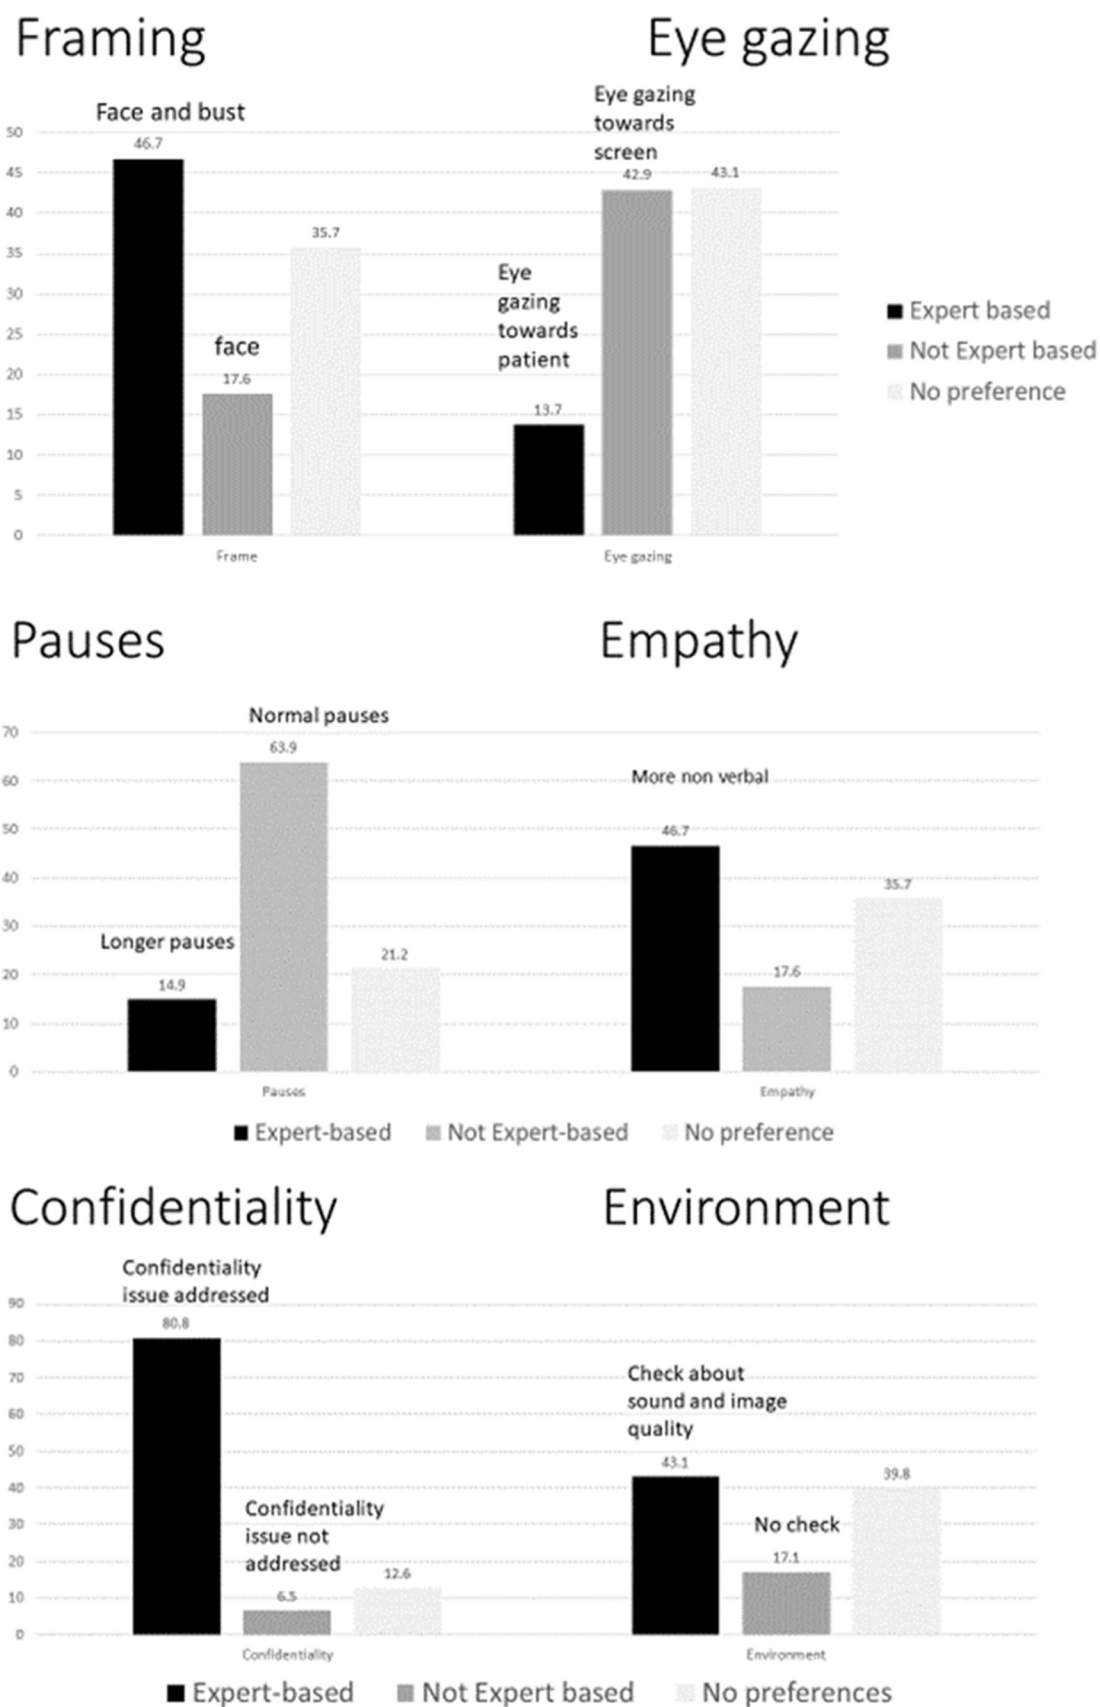 Framing
Eye gazing
Face and bust
Eye gazing
towards
screen
50
45
40
35
30
25
20
15
10
5
0
46.7
face
17.6
35.7
Eye
gazing
towards
patient
13.7
42.9
43.1
Frame
Eye gazing
Expert based
Not Expert based
No preference
Pauses
Empathy
70
60
50
40
30
20
10
0
Normal pauses
63.9
Longer pauses
14.9
21.2
More non verbal
46.7
17.6
35.7
Pauses
Empathy
Expert-based
Not Expert-based
No preference
Confidentiality
Environment
Confidentiality
issue addressed
90
80
70
60
50
40
30
20
10
0
80.8
Confidentiality
issue not
addressed
6.5
12.6
Check about
sound and image
quality
43.1
No check
17.1
39.8
Confidentiality
Environment
Expert-based
Not Expert based
No preferences